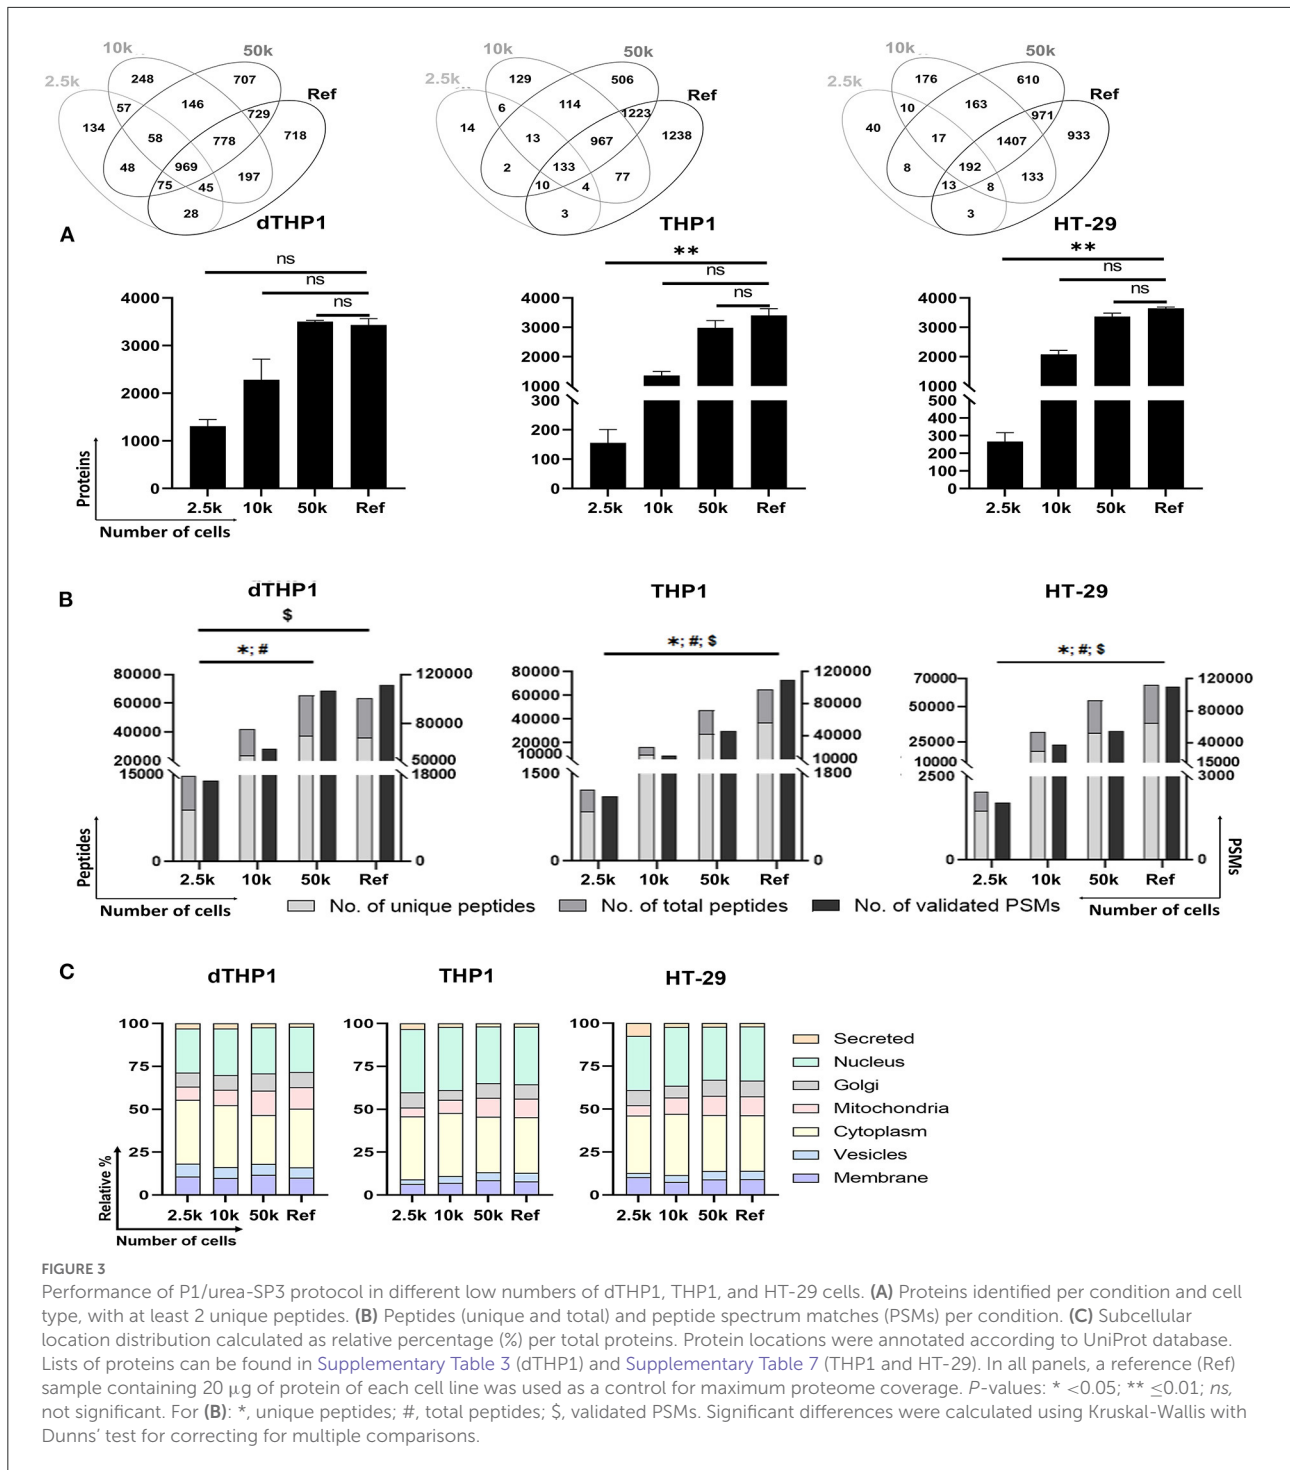 10k 50k
2.5k
Ref
248 707
57 146 729
134 58 778 718
48 969 197
75 45
28
dTHP1
10k 50k
2.5k
Ref
129 506
6 114 1223
14 13 967 1238
2 133 77
10 4
3
THP1
10k 50k
2.5k
Ref
176 610
10 163 971
40 17 1407 933
8 192 133
13 8
3
HT-29
A
ns
ns
ns
4000
3000
2000
1000
0
2.5k 10k 50k Ref
Proteins
Number of cells
**
ns
ns
4000
3000
2000
1000
300
200
100
0
2.5k 10k 50k Ref
**
ns
ns
4000
3000
2000
1000
500
400
300
200
100
0
2.5k 10k 50k Ref
B
dTHP1
$
*; #
80000 120000
60000
40000 80000
20000 50000
15000 18000
0 0
2.5k 10k 50k Ref
Peptides
Number of cells
THP1
*; #; $
80000 120000
60000 80000
40000
20000 40000
10000 10000
1500 1800
0 0
2.5k 10k 50k Ref
HT-29
*; #; $
70000 120000
50000 80000
25000 40000
10000 15000
2500 3000
0 0
2.5k 10k 50k Ref
PSMs
Number of cells
No. of unique peptides No. of total peptides No. of validated PSMs
C
dTHP1
100
75
50
25
0
2.5k 10k 50k Ref
Relative %
Number of cells
THP1
100
75
50
25
0
2.5k 10k 50k Ref
HT-29
100
75
50
25
0
2.5k 10k 50k Ref
Secreted
Nucleus
Golgi
Mitochondria
Cytoplasm
Vesicles
Membrane
FIGURE 3
Performance of P1/urea-SP3 protocol in different low numbers of dTHP1, THP1, and HT-29 cells. (A) Proteins identified per condition and cell
type, with at least 2 unique peptides. (B) Peptides (unique and total) and peptide spectrum matches (PSMs) per condition. (C) Subcellular
location distribution calculated as relative percentage (%) per total proteins. Protein locations were annotated according to UniProt database.
Lists of proteins can be found in Supplementary Table 3 (dTHP1) and Supplementary Table 7 (THP1 and HT-29). In all panels, a reference (Ref)
sample containing 20 μg of protein of each cell line was used as a control for maximum proteome coverage. P-values: * <0.05; ** ≤0.01; ns,
not significant. For (B): *, unique peptides; #, total peptides; $, validated PSMs. Significant differences were calculated using Kruskal-Wallis with
Dunns' test for correcting for multiple comparisons.